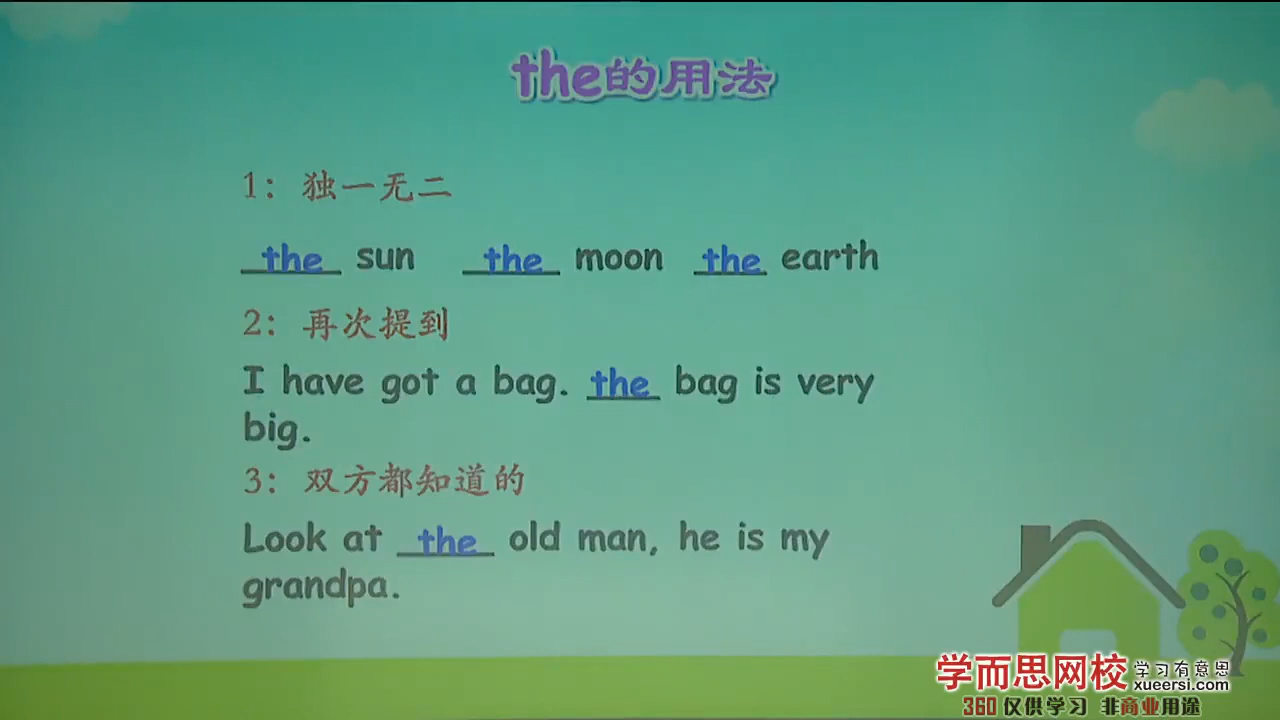 the的用法
1：独一无二
the sun the moon the earth
2：再次提到
I have got a bag. the bag is very
big.
3：双方都知道的
Look at the old man, he is my
grandpa.
学而思网校 学习有意思
xueersi.com
360 仅供学习 非商业用途